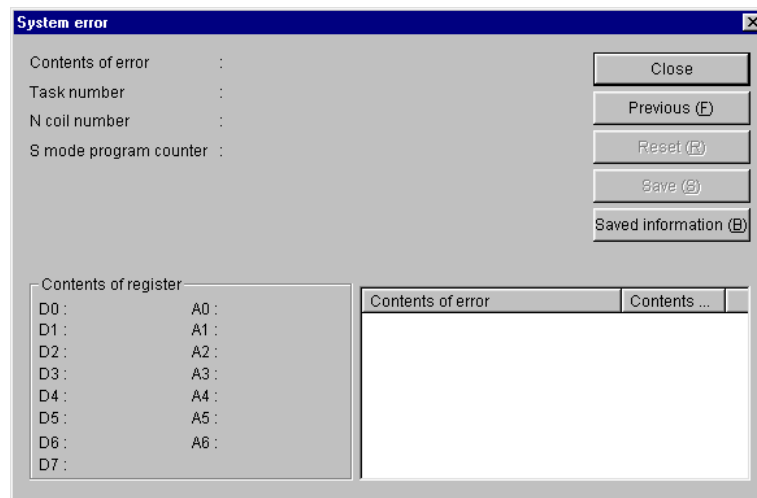 System error
Contents of error :
Task number :
N coil number :
S mode program counter :
Close
Previous (F)
Reset (R)
Save (S)
Saved information (B)
Contents of register
D0 : A0 :
D1 : A1 :
D2 : A2 :
D3 : A3 :
D4 : A4 :
D5 : A5 :
D6 : A6 :
D7 :
Contents of error Contents ...